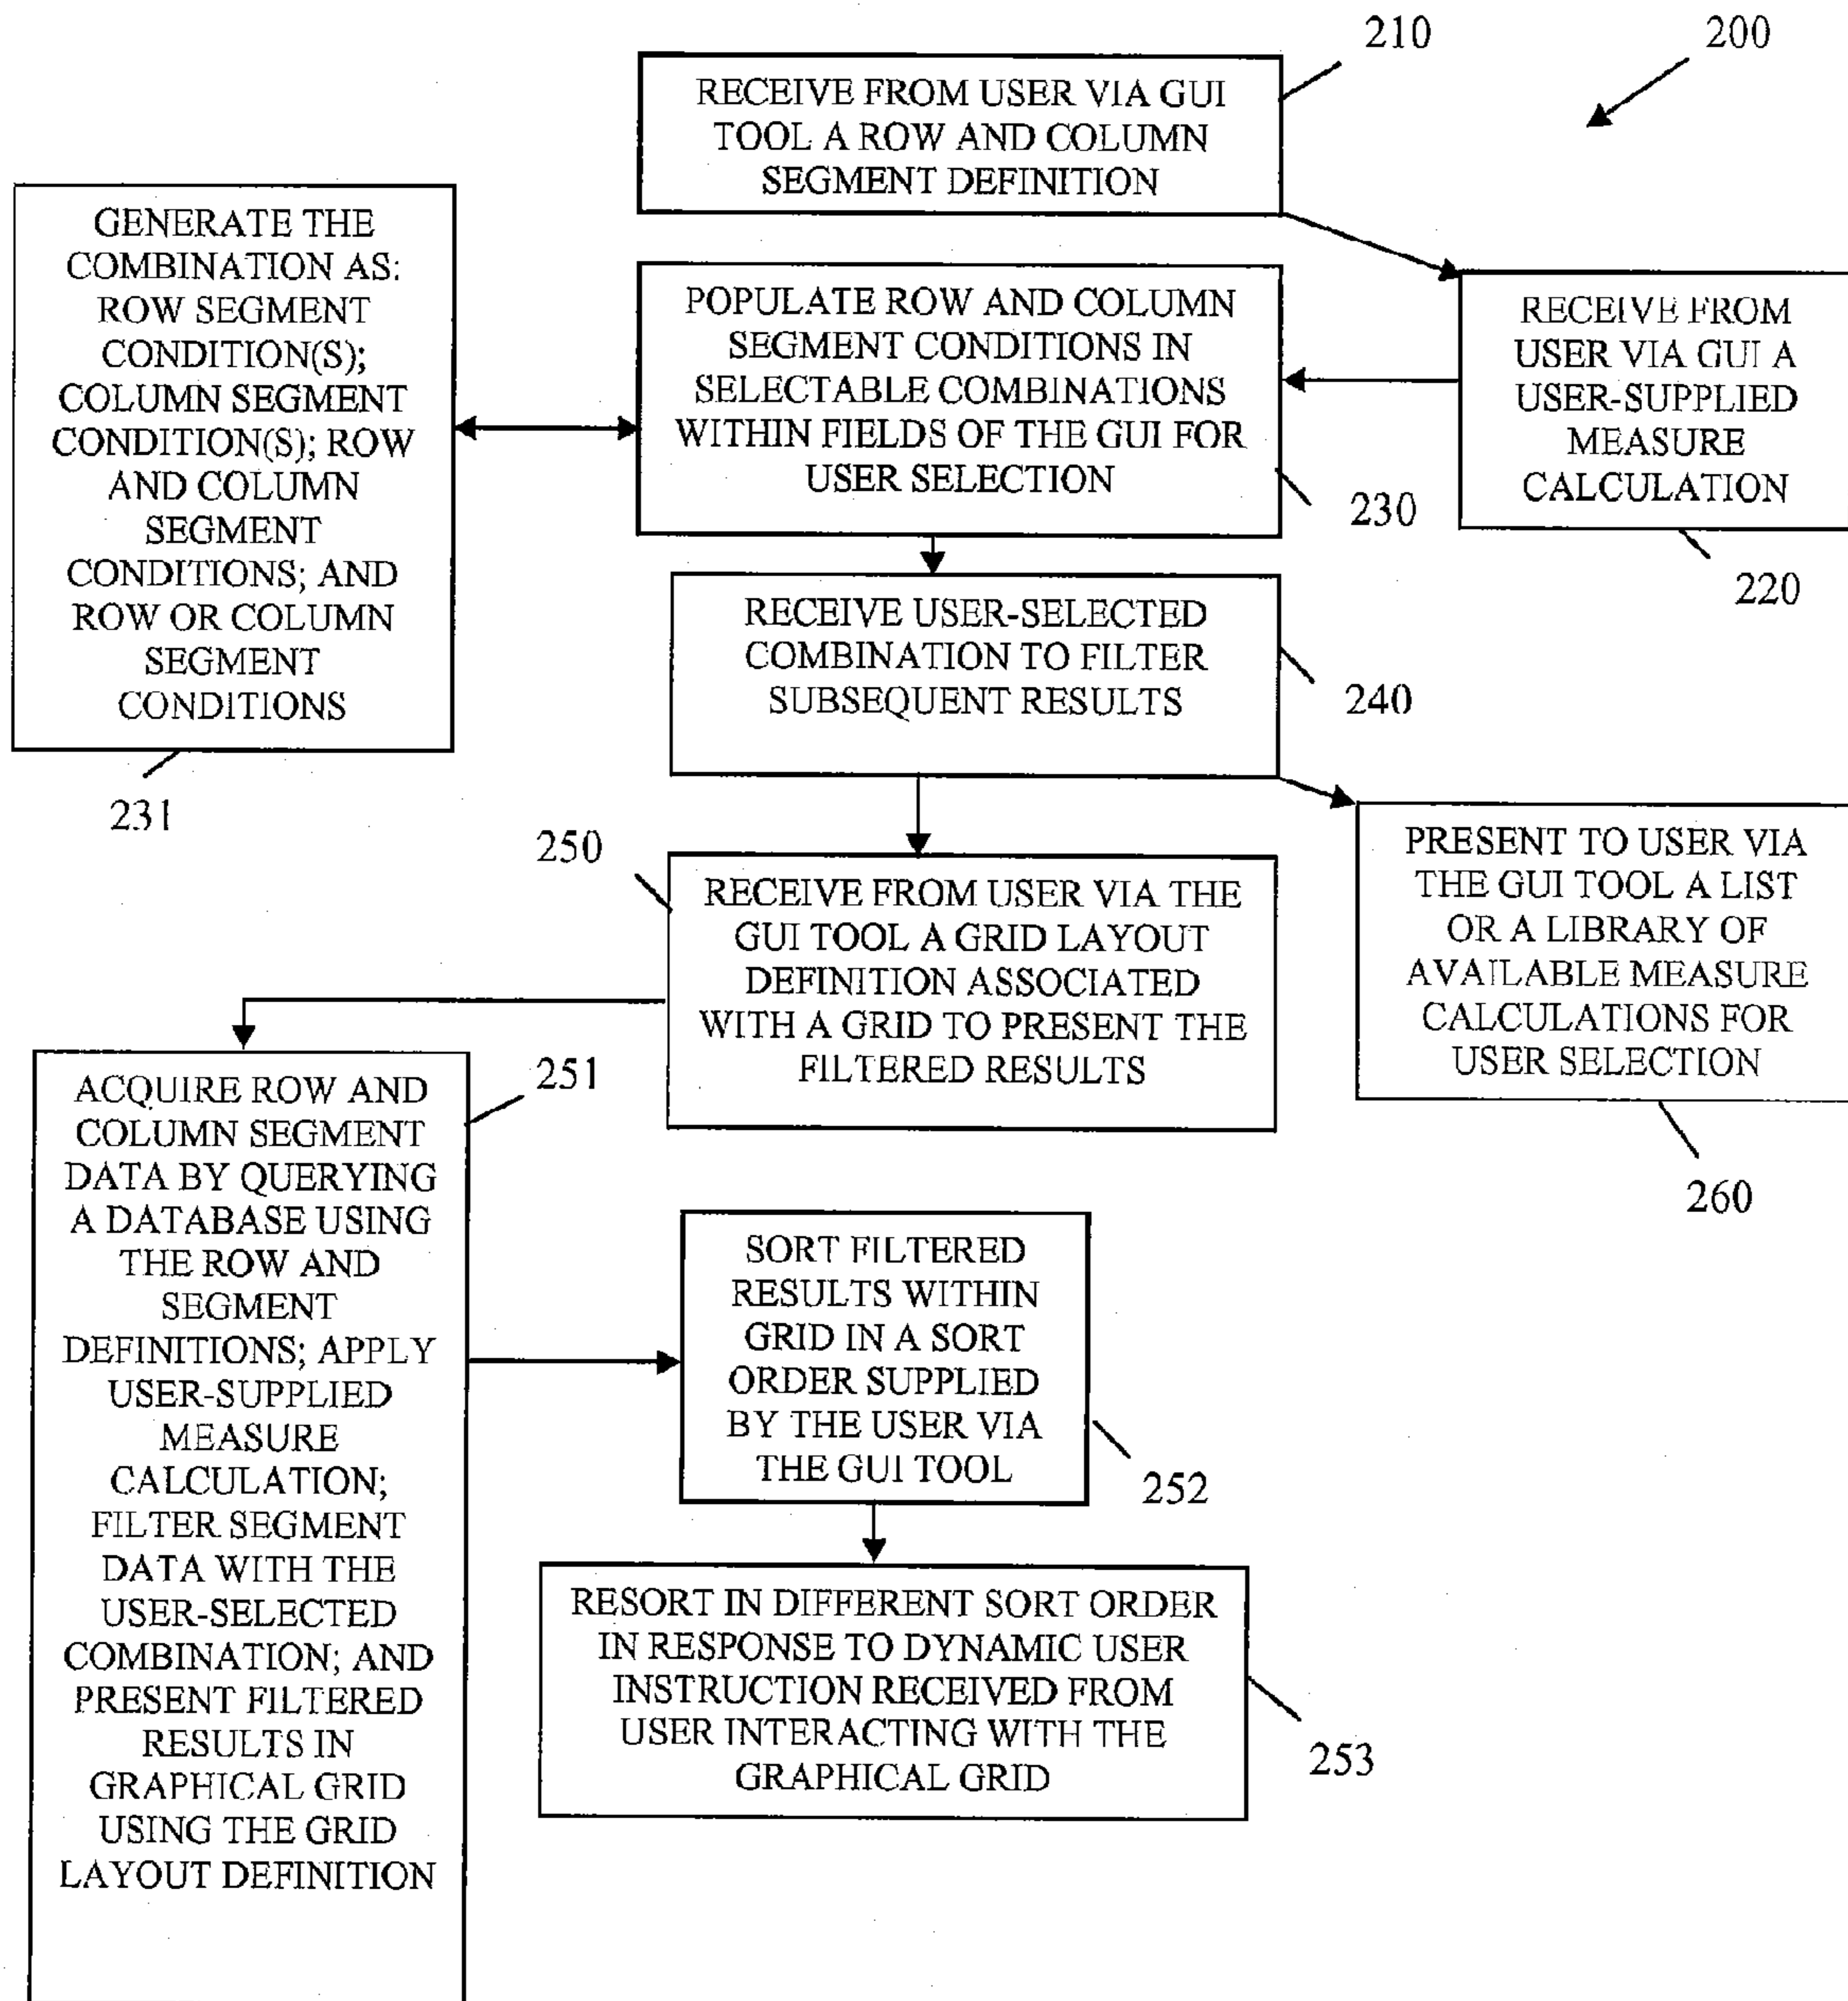 210
200
RECEIVE FROM USER VIA GUI
TOOL A ROW AND COLUMN
SEGMENT DEFINITION
GENERATE THE
COMBINATION AS:
ROW SEGMENT
CONDITION(S);
COLUMN SEGMENT
CONDITION(S); ROW
AND COLUMN
SEGMENT
CONDITIONS; AND
ROW OR COLUMN
SEGMENT
CONDITIONS
231
POPULATE ROW AND COLUMN
SEGMENT CONDITIONS IN
SELECTABLE COMBINATIONS
WITHIN FIELDS OF THE GUI FOR
USER SELECTION
230
RECEIVE FROM
USER VIA GUI A
USER-SUPPLIED
MEASURE
CALCULATION
220
RECEIVE USER-SELECTED
COMBINATION TO FILTER
SUBSEQUENT RESULTS
240
250
RECEIVE FROM USER VIA THE
GUI TOOL A GRID LAYOUT
DEFINITION ASSOCIATED
WITH A GRID TO PRESENT THE
FILTERED RESULTS
PRESENT TO USER VIA
THE GUI TOOL A LIST
OR A LIBRARY OF
AVAILABLE MEASURE
CALCULATIONS FOR
USER SELECTION
260
251
ACQUIRE ROW AND
COLUMN SEGMENT
DATA BY QUERYING
A DATABASE USING
THE ROW AND
SEGMENT
DEFINITIONS; APPLY
USER-SUPPLIED
MEASURE
CALCULATION;
FILTER SEGMENT
DATA WITH THE
USER-SELECTED
COMBINATION; AND
PRESENT FILTERED
RESULTS IN
GRAPHICAL GRID
USING THE GRID
LAYOUT DEFINITION
SORT FILTERED
RESULTS WITHIN
GRID IN A SORT
ORDER SUPPLIED
BY THE USER VIA
THE GUI TOOL
252
RESORT IN DIFFERENT SORT ORDER
IN RESPONSE TO DYNAMIC USER
INSTRUCTION RECEIVED FROM
USER INTERACTING WITH THE
GRAPHICAL GRID
253